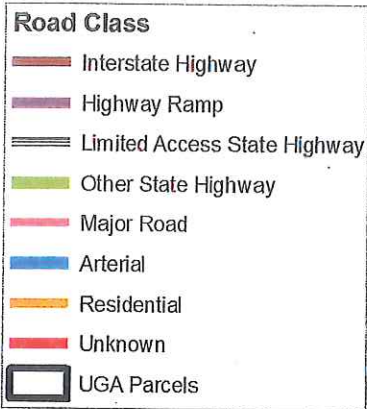 Road Class
Interstate Highway
Highway Ramp
Limited Access State Highway
Other State Highway
Major Road
Arterial
Residential
Unknown
UGA Parcels